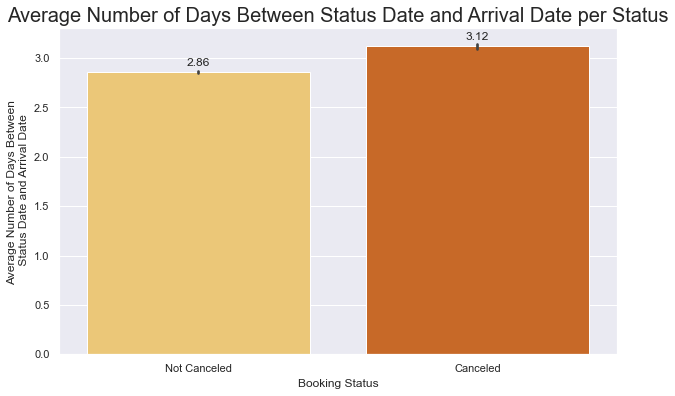 Average Number of Days Between Status Date and Arrival Date per Status
3.0
2.5
2.0
1.5
1.0
0.5
0.0
Average Number of Days Between
Status Date and Arrival Date
2.86
3.12
Not Canceled
Canceled
Booking Status